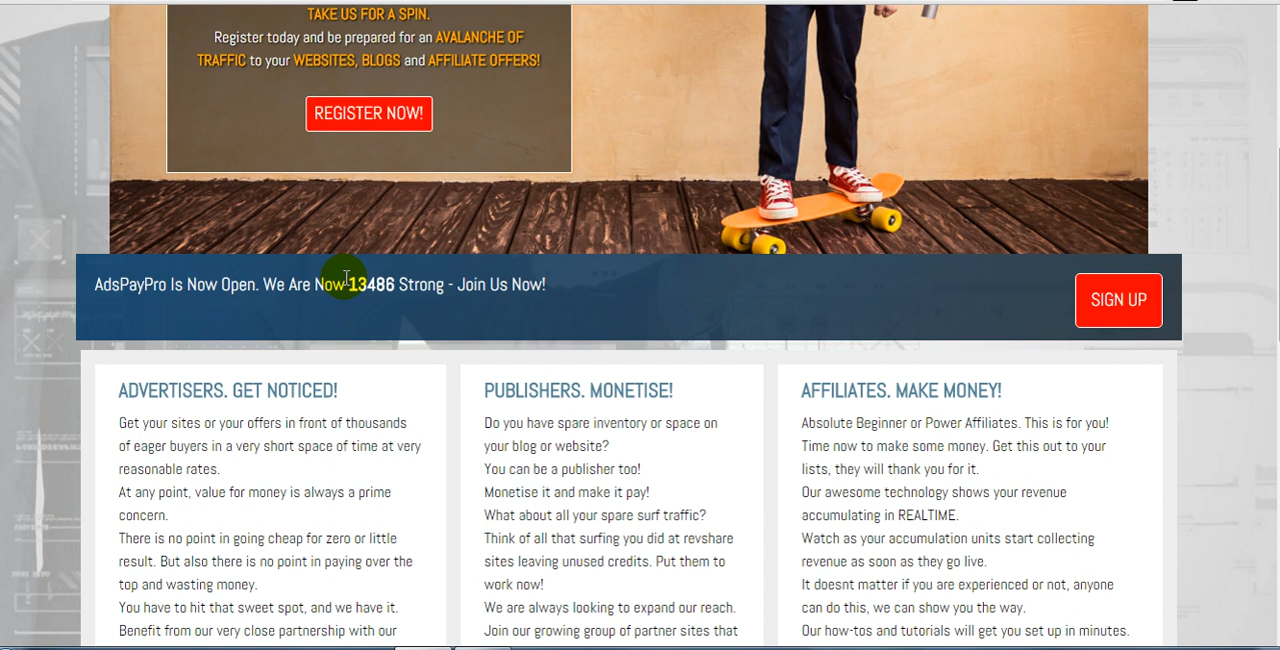 TAKE US FOR A SPIN.
Register today and be prepared for an AVALANCHE OF
TRAFFIC to your WEBSITES, BLOGS and AFFILIATE OFFERS!
REGISTER NOW!
AdsPayPro Is Now Open. We Are Now 13486 Strong - Join Us Now!
SIGN UP
ADVERTISERS. GET NOTICED!
Get your sites or your offers in front of thousands
of eager buyers in a very short space of time at very
reasonable rates.
At any point, value for money is always a prime
concern.
There is no point in going cheap for zero or little
result. But also there is no point in paying over the
top and wasting money.
You have to hit that sweet spot, and we have it.
Benefit from our very close partnership with our
PUBLISHERS. MONETISE!
Do you have spare inventory or space on
your blog or website?
You can be a publisher too!
Monetise it and make it pay!
What about all your spare surf traffic?
Think of all that surfing you did at revshare
sites leaving unused credits. Put them to
work now!
We are always looking to expand our reach.
Join our growing group of partner sites that
AFFILIATES. MAKE MONEY!
Absolute Beginner or Power Affiliates. This is for you!
Time now to make some money. Get this out to your
lists, they will thank you for it.
Our awesome technology shows your revenue
accumulating in REALTIME.
Watch as your accumulation units start collecting
revenue as soon as they go live.
It doesnt matter if you are experienced or not, anyone
can do this, we can show you the way.
Our how-tos and tutorials will get you set up in minutes.